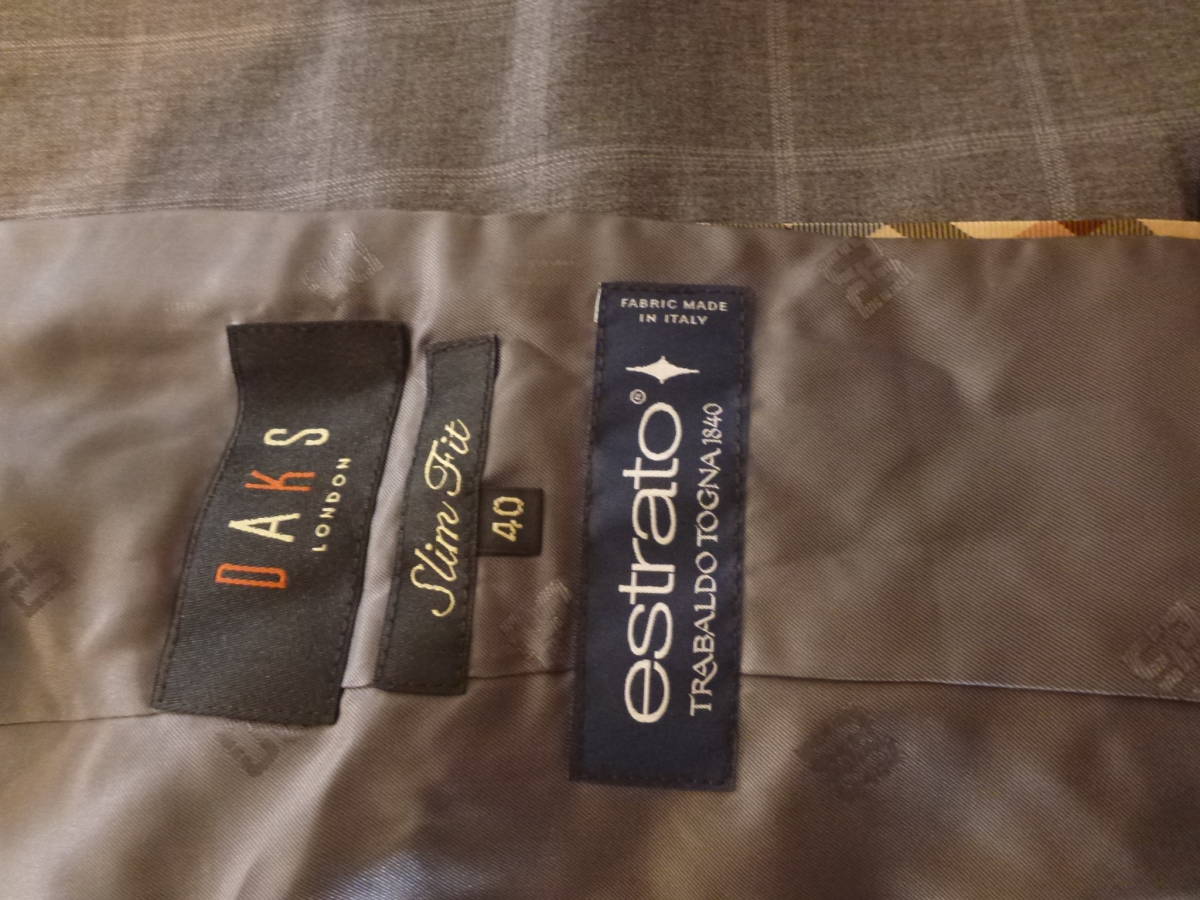 DAKS
LONDON
Slim Fit
40
FABRIC MADE
IN ITALY
estrato®
TRABALDO TOGNA 1840